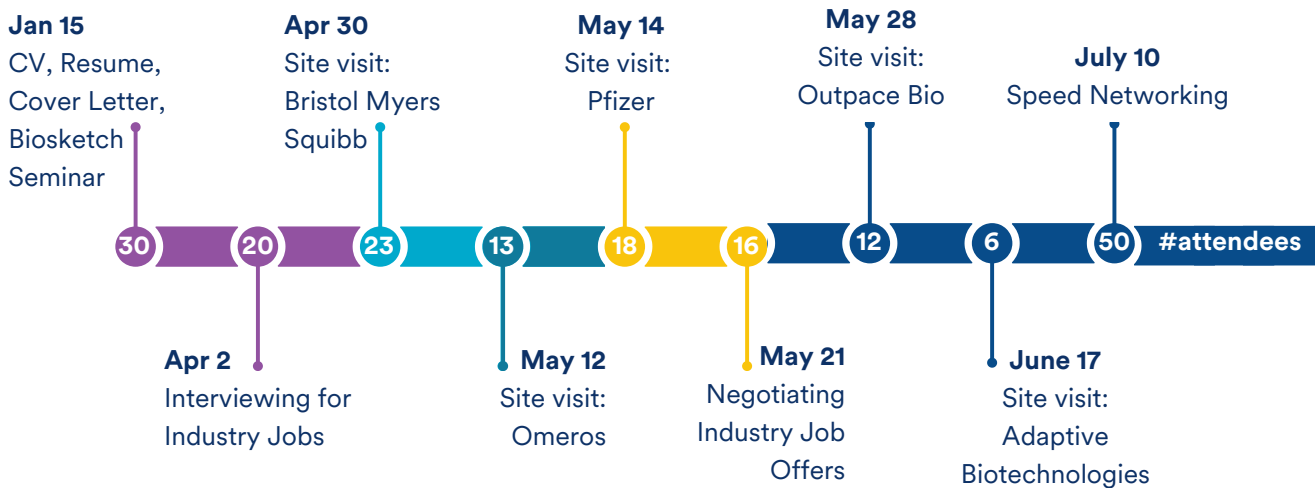 Jan 15
CV, Resume,
Cover Letter,
Biosketch
Seminar
Apr 30
Site visit:
Bristol Myers
Squibb
May 14
Site visit:
Pfizer
May 28
Site visit:
Outpace Bio
July 10
Speed Networking
30 20 23 13 18 16 12 6 50 #attendees
Apr 2
Interviewing for
Industry Jobs
May 12
Site visit:
Omeros
May 21
Negotiating
Industry Job
Offers
June 17
Site visit:
Adaptive
Biotechnologies